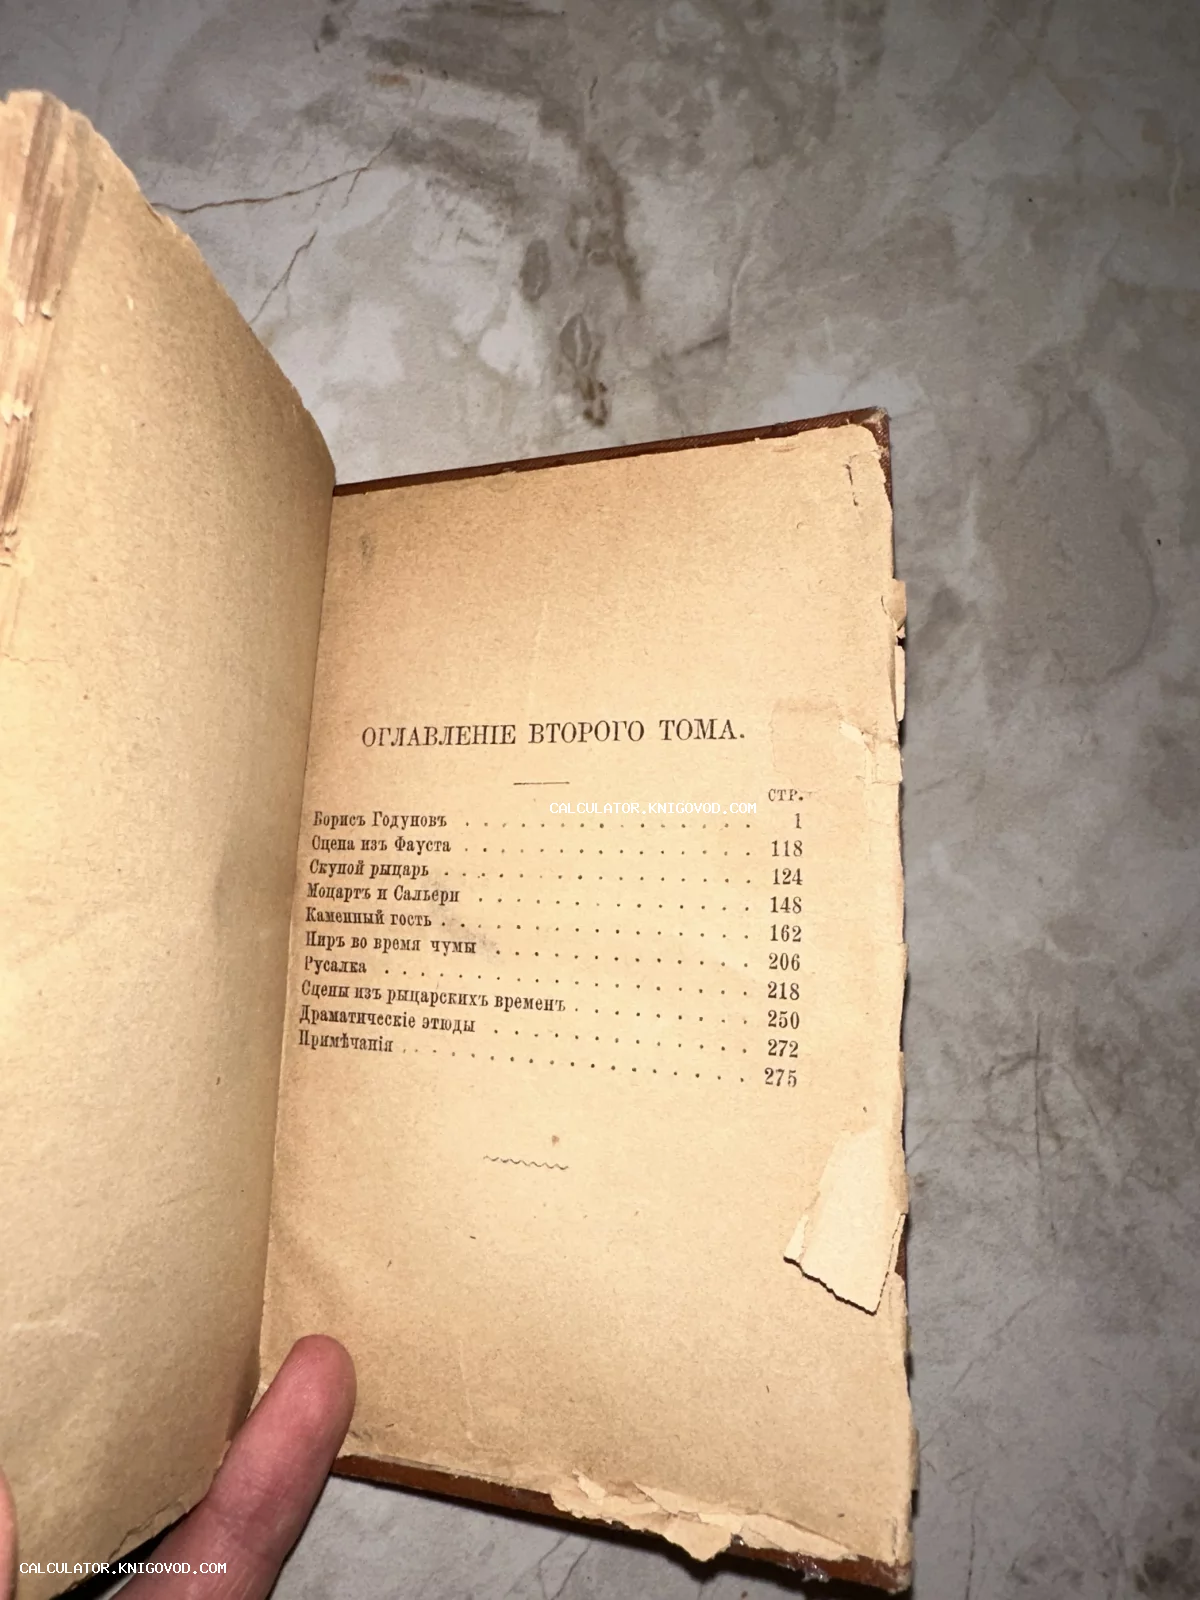 ОГЛАВЛЕНІЕ ВТОРОГО ТОМА.
СТР.
CALCULATOR.KNIGOVOD.COM
Борисъ Годуновъ . . . . . . . . . . . . . 1
Сцена изъ Фауста . . . . . . . . . . . . . 118
Скупой рыцарь . . . . . . . . . . . . . . 124
Моцартъ и Сальери . . . . . . . . . . . . 148
Каменный гость . . . . . . . . . . . . . . 162
Пиръ во время чумы . . . . . . . . . . . . 206
Русалка . . . . . . . . . . . . . . . . . 218
Сцены изъ рыцарскихъ временъ . . . . . . . . . 250
Драматическіе этюды . . . . . . . . . . . . 272
Примѣчанія . . . . . . . . . . . . . . . . 275
CALCULATOR.KNIGOVOD.COM